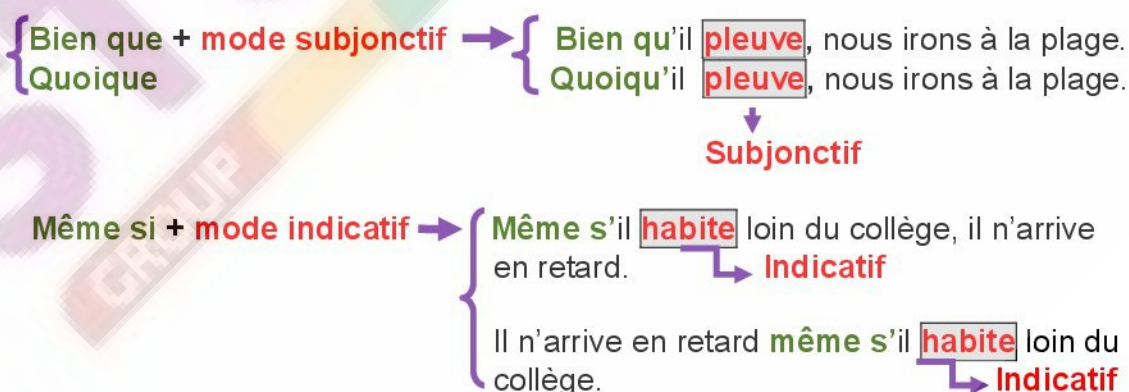 Bien que + mode subjonctif Bien qu'il pleuve, nous irons à la plage.
Quoique Quoiqu'il pleuve, nous irons à la plage.
Subjonctif
Même si + mode indicatif Même s'il habite loin du collège, il n'arrive
en retard. Indicatif
Il n'arrive en retard même s'il habite loin du
collège. Indicatif
GROUP